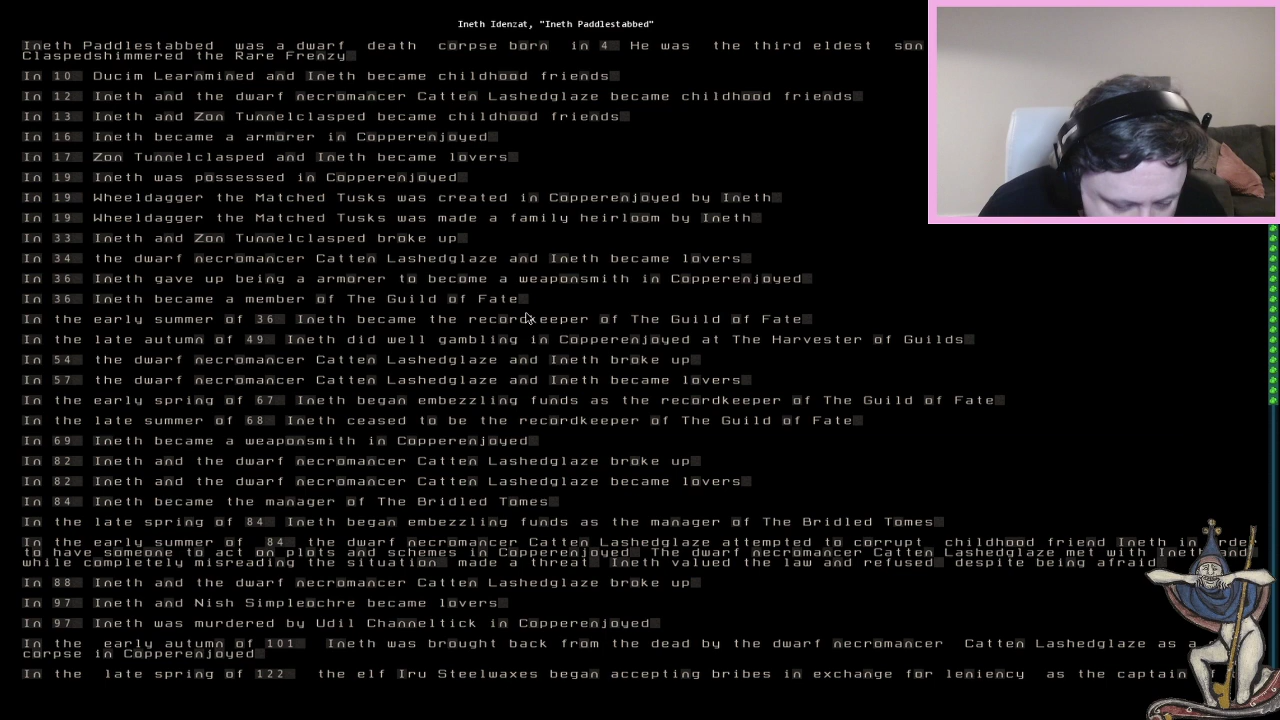 Ineth Idenzat, "Ineth Paddlestabbed"
Ineth Paddlestabbed was a dwarf death corpse born in 4 He was the third eldest son
Claspedshimmered the Rare Frenzy
In 10 Ducim Learnmined and Ineth became childhood friends
In 12 Ineth and the dwarf necromancer Catten Lashedglaze became childhood friends
In 13 Ineth and Zon Tunnelclasped became childhood friends
In 16 Ineth became a armorer in Copperenjoyed
In 17 Zon Tunnelclasped and Ineth became lovers
In 19 Ineth was possessed in Copperenjoyed
In 19 Wheeldagger the Matched Tusks was created in Copperenjoyed by Ineth
In 19 Wheeldagger the Matched Tusks was made a family heirloom by Ineth
In 33 Ineth and Zon Tunnelclasped broke up
In 34 the dwarf necromancer Catten Lashedglaze and Ineth became lovers
In 36 Ineth gave up being a armorer to become a weaponsmith in Copperenjoyed
In 36 Ineth became a member of The Guild of Fate
In the early summer of 36 Ineth became the recordkeeper of The Guild of Fate
In the late autumn of 49 Ineth did well gambling in Copperenjoyed at The Harvester of Guilds
In 54 the dwarf necromancer Catten Lashedglaze and Ineth broke up
In 57 the dwarf necromancer Catten Lashedglaze and Ineth became lovers
In the early spring of 67 Ineth began embezzling funds as the recordkeeper of The Guild of Fate
In the late summer of 68 Ineth ceased to be the recordkeeper of The Guild of Fate
In 69 Ineth became a weaponsmith in Copperenjoyed
In 82 Ineth and the dwarf necromancer Catten Lashedglaze broke up
In 82 Ineth and the dwarf necromancer Catten Lashedglaze became lovers
In 84 Ineth became the manager of The Bridled Tomes
In the late spring of 84 Ineth began embezzling funds as the manager of The Bridled Tomes
In the early summer of 84 the dwarf necromancer Catten Lashedglaze attempted to corrupt childhood friend Ineth in
to have someone to act on plots and schemes in Copperenjoyed The dwarf necromancer Catten Lashedglaze met with Ineth and
while completely misreading the situation made a threat Ineth valued the law and refused despite being afraid
In 88 Ineth and the dwarf necromancer Catten Lashedglaze broke up
In 97 Ineth and Nish Simpleochre became lovers
In 97 Ineth was murdered by Udil Channeltick in Copperenjoyed
In the early autumn of 101 Ineth was brought back from the dead by the dwarf necromancer Catten Lashedglaze as a
corpse in Copperenjoyed
In the late spring of 122 the elf Iru Steelwaxes began accepting bribes in exchange for leniency as the captain